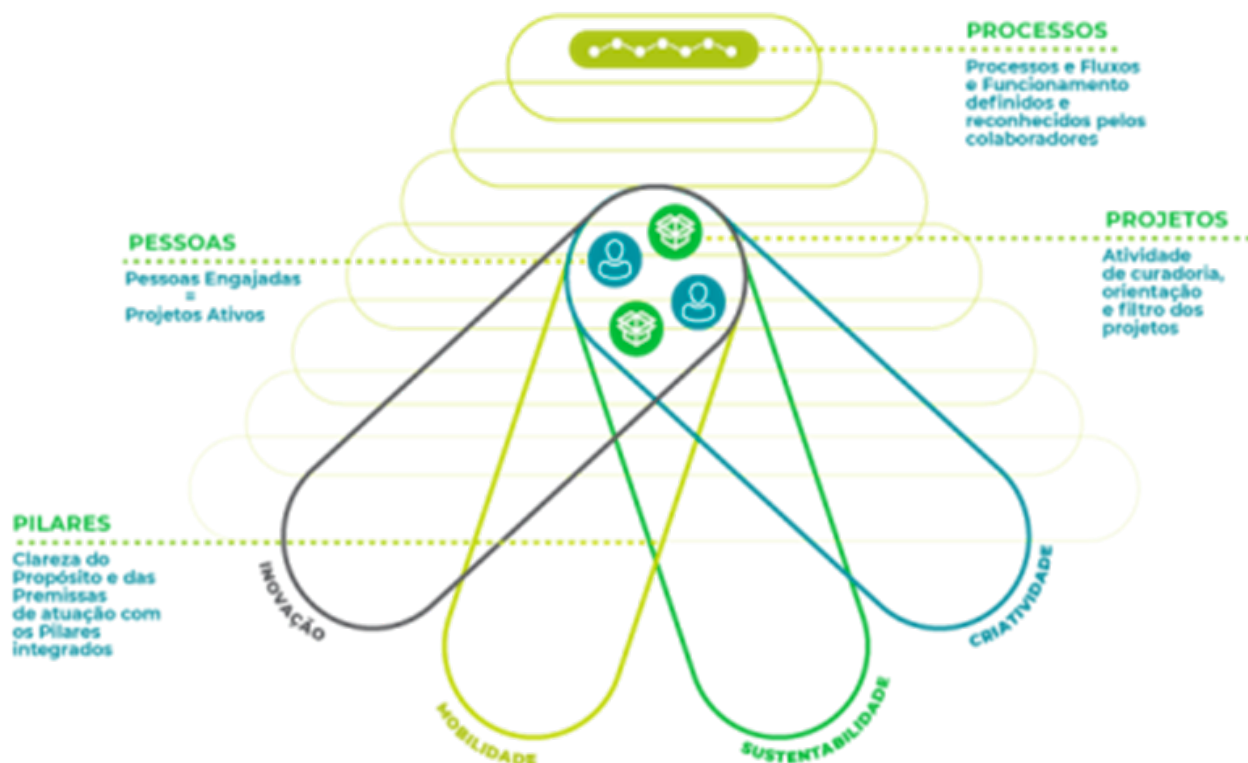 PROCESSOS
Processos e Fluxos
e Funcionamento
definidos e
reconhecidos pelos
colaboradores
PESSOAS
Pessoas Engajadas
=
Projetos Ativos
PROJETOS
Atividade
de curadoria,
orientação
e filtro dos
projetos
PILARES
Clareza do
Propósito e das
Premissas
de atuação com
os Pilares
integrados
INOVAÇÃO
MOBILIDADE
SUSTENTABILIDADE
CRIATIVIDADE